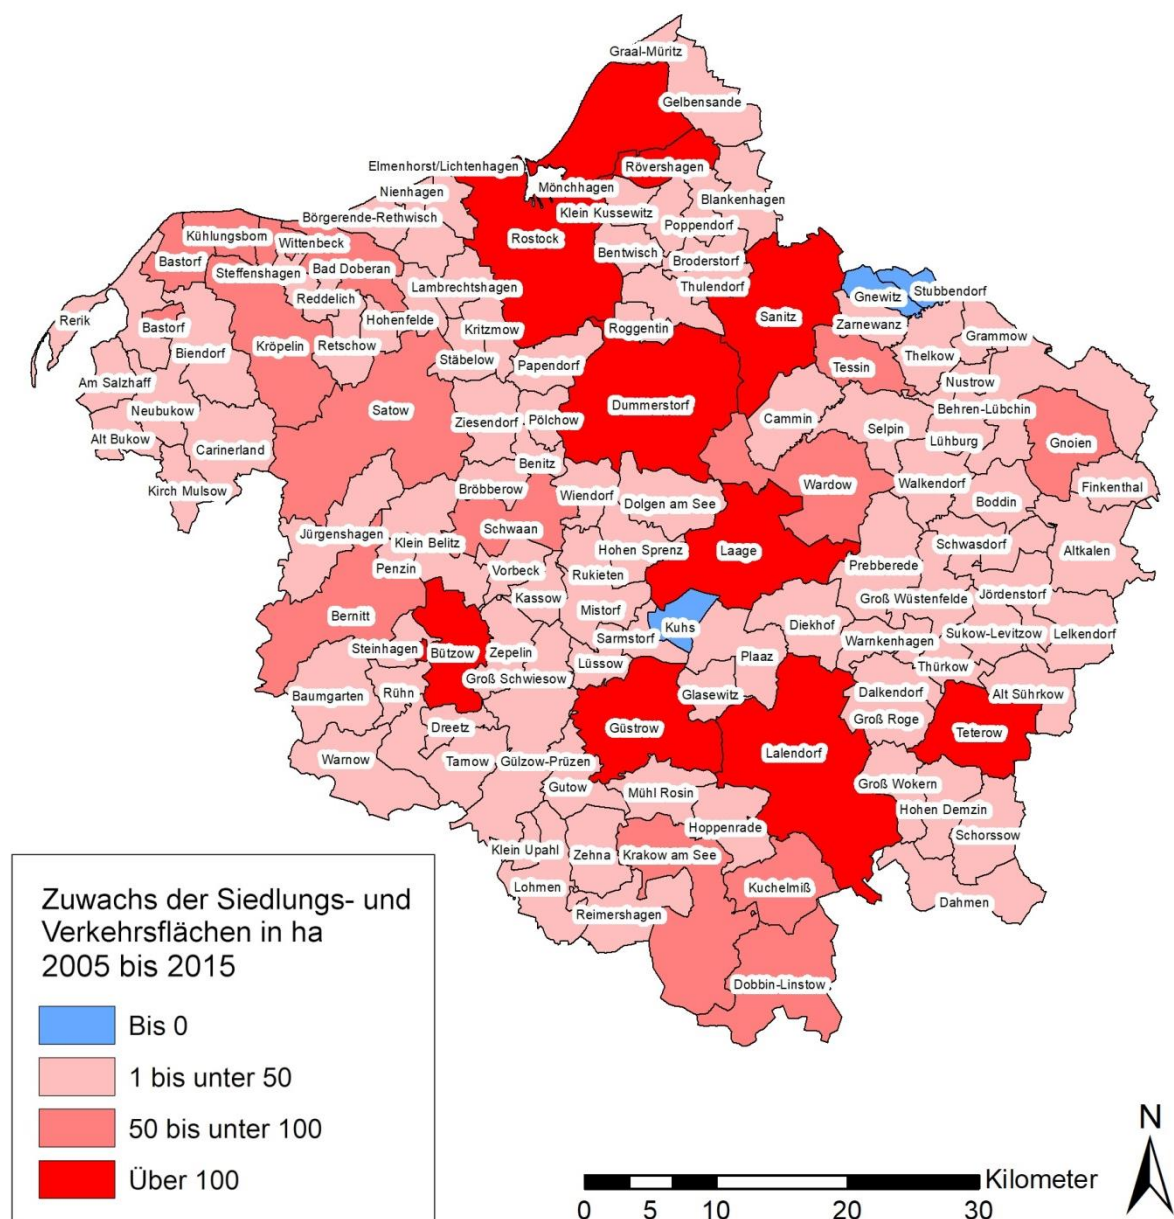 Graal-Müritz
Gelbensande
Elmenhorst/Lichtenhagen
Rövershagen
Nienhagen
Mönchhagen
Blankenhagen
Börgerende-Rethwisch
Klein Kussewitz
Poppendorf
Kühlungsborn
Wittenbeck
Rostock
Bastorf
Bentwisch
Broderstorf
Steffenshagen
Bad Doberan
Lambrechtshagen
Thulendorf
Gnewitz
Stubbendorf
Reddelich
Rerik
Bastorf
Hohenfelde
Kritzmow
Roggentin
Sanitz
Zarnewanz
Grammow
Biendorf
Kröpelin
Retschow
Stäbelow
Papendorf
Tessin
Thelkow
Nustrow
Am Salzhaff
Satow
Dummerstorf
Neubukow
Ziesendorf
Pölchow
Cammin
Behren-Lübchin
Selpin
Lühburg
Gnoien
Alt Bukow
Carinerland
Benitz
Kirch Mulsow
Bröbberow
Wiendorf
Dolgen am See
Wardow
Walkendorf
Finkenthal
Boddin
Jürgenshagen
Klein Belitz
Schwaan
Hohen Sprenz
Laage
Schwasdorf
Altkalen
Penzin
Vorbeck
Rukieten
Prebberede
Kassow
Groß Wüstenfelde
Jördenstorf
Bernitt
Mistorf
Kuhs
Diekhof
Sarmstorf
Warnkenhagen
Sukow-Levitzow
Lelkendorf
Steinhagen
Bützow
Zepelin
Lüssow
Plaaz
Thürkow
Baumgarten
Rühn
Groß Schwiesow
Glasewitz
Dalkendorf
Alt Sührkow
Dreetz
Güstrow
Groß Roge
Teterow
Warnow
Tarnow
Gülzow-Prüzen
Lalendorf
Gutow
Mühl Rosin
Groß Wokern
Hohen Demzin
Hoppenrade
Schorssow
Klein Upahl
Zehna
Krakow am See
Lohmen
Kuchelmiß
Reimershagen
Dahmen
Dobbin-Linstow
Zuwachs der Siedlungs- und
Verkehrsflächen in ha
2005 bis 2015
Bis 0
1 bis unter 50
50 bis unter 100
Über 100
N
Kilometer
0 5 10 20 30